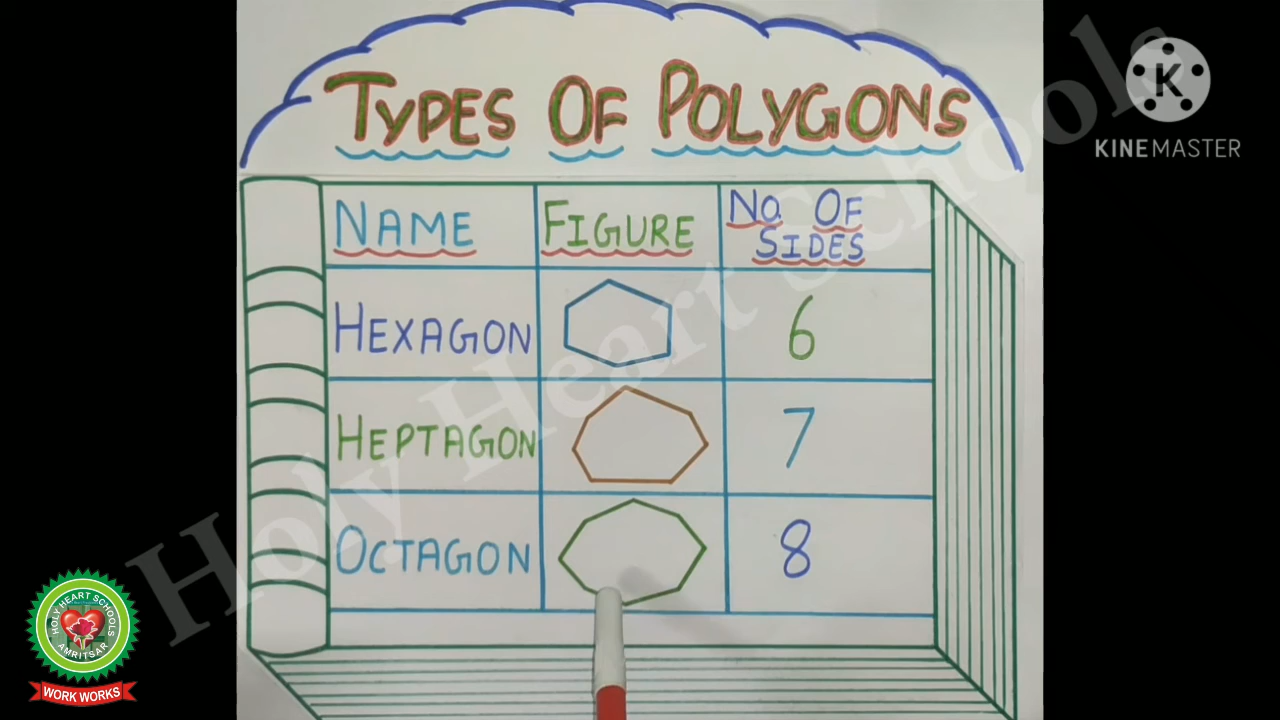 TYPES OF POLYGONS
KINEMASTER
NAME FIGURE NO. OF SIDES
HEXAGON 6
HEPTAGON 7
OCTAGON 8
Holy Heart Schools
HOLY HEART SCHOOLS
AMRITSAR
WORK WORKS